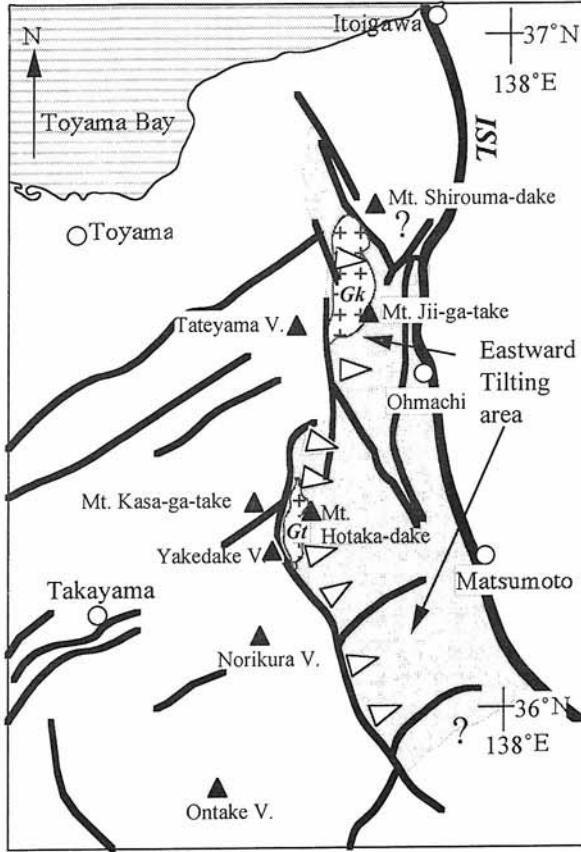 Itoigawa
N
37°N
138°E
Toyama Bay
ISL
Mt. Shirouma-dake
?
Toyama
Gk
Mt. Jii-ga-take
Tateyama V.
Eastward
Tilting
area
Ohmachi
Mt. Kasa-ga-take
Mt.
Hotaka-dake
Gt
Yakedake V.
Matsumoto
Takayama
Norikura V.
36°N
138°E
?
Ontake V.